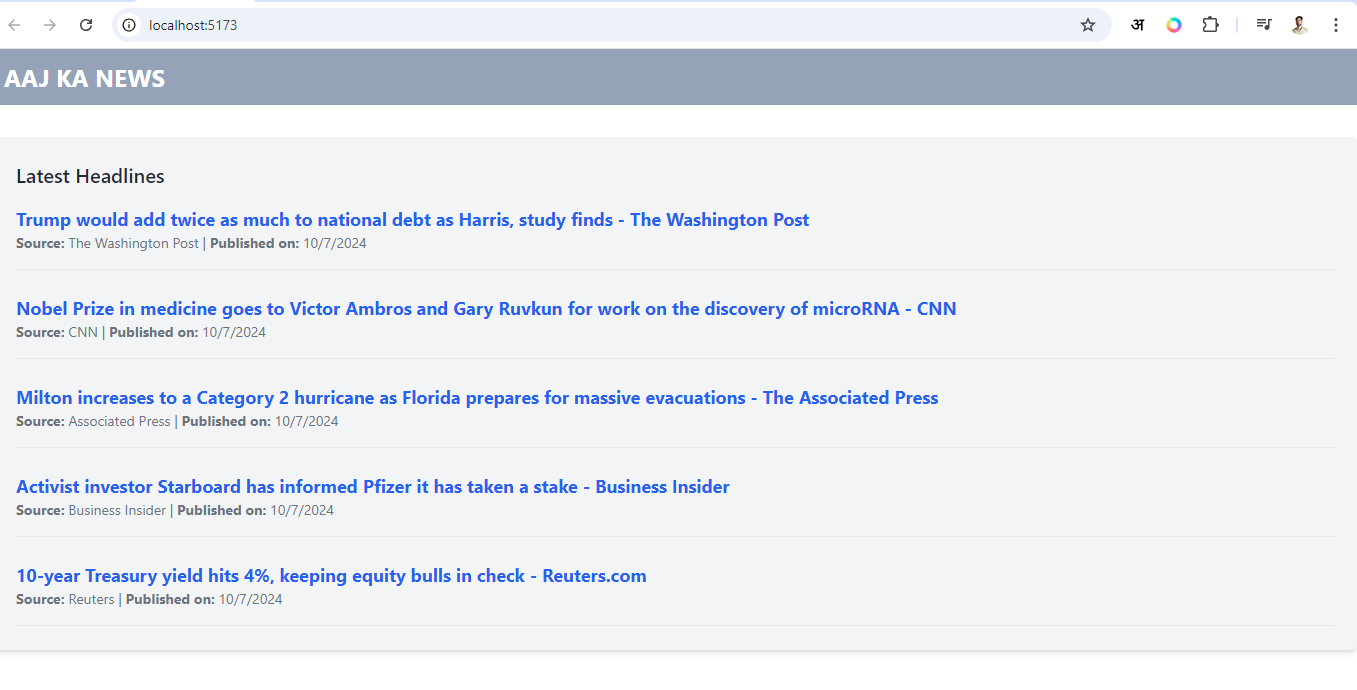 localhost:5173
अ
AAJ KA NEWS
Latest Headlines
Trump would add twice as much to national debt as Harris, study finds - The Washington Post
Source: The Washington Post | Published on: 10/7/2024
Nobel Prize in medicine goes to Victor Ambros and Gary Ruvkun for work on the discovery of microRNA - CNN
Source: CNN | Published on: 10/7/2024
Milton increases to a Category 2 hurricane as Florida prepares for massive evacuations - The Associated Press
Source: Associated Press | Published on: 10/7/2024
Activist investor Starboard has informed Pfizer it has taken a stake - Business Insider
Source: Business Insider | Published on: 10/7/2024
10-year Treasury yield hits 4%, keeping equity bulls in check - Reuters.com
Source: Reuters | Published on: 10/7/2024